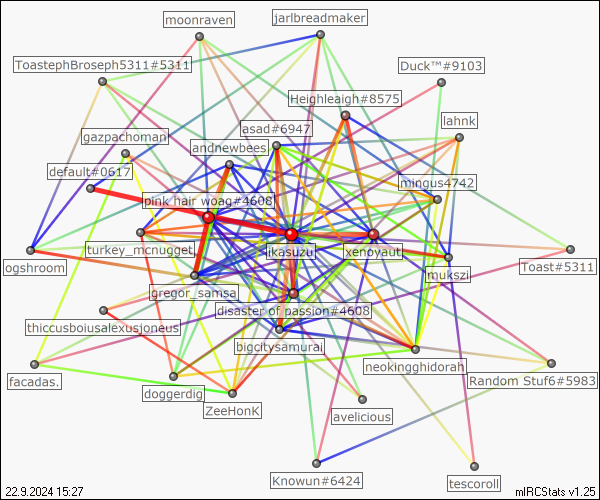 moonraven
jarlbreadmaker
ToastephBroseph5311#5311
Duck™#9103
Heighleaigh#8575
lahnk
asad#6947
gazpachoman
andnewbees
default#0617
mingus4742
pink hair woag#4608
turkey_mcnugget
ikasuzu
xenoyaut
ogshroom
mukszi
Toast#5311
gregor_samsa
disaster of passion#4608
thiccusboiusalexusjoneus
bigcitysamurai
neokingghidorah
facadas.
doggerdig
Random Stuf6#5983
ZeeHonK
avelicious
Knowun#6424
tescoroll
22.9.2024 15:27
mIRCStats v1.25